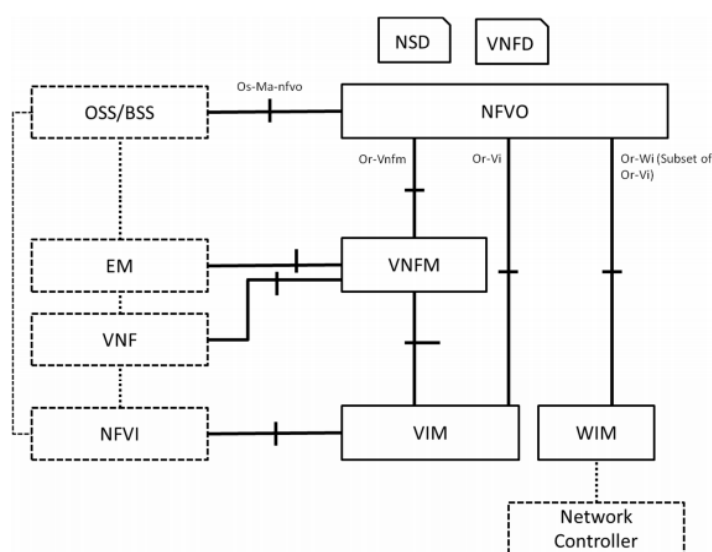 NSD
VNFD
Os-Ma-nfvo
OSS/BSS
NFVO
Or-Vnfm
Or-Vi
Or-Wi (Subset of
Or-Vi)
EM
VNFM
VNF
NFVI
VIM
WIM
Network
Controller